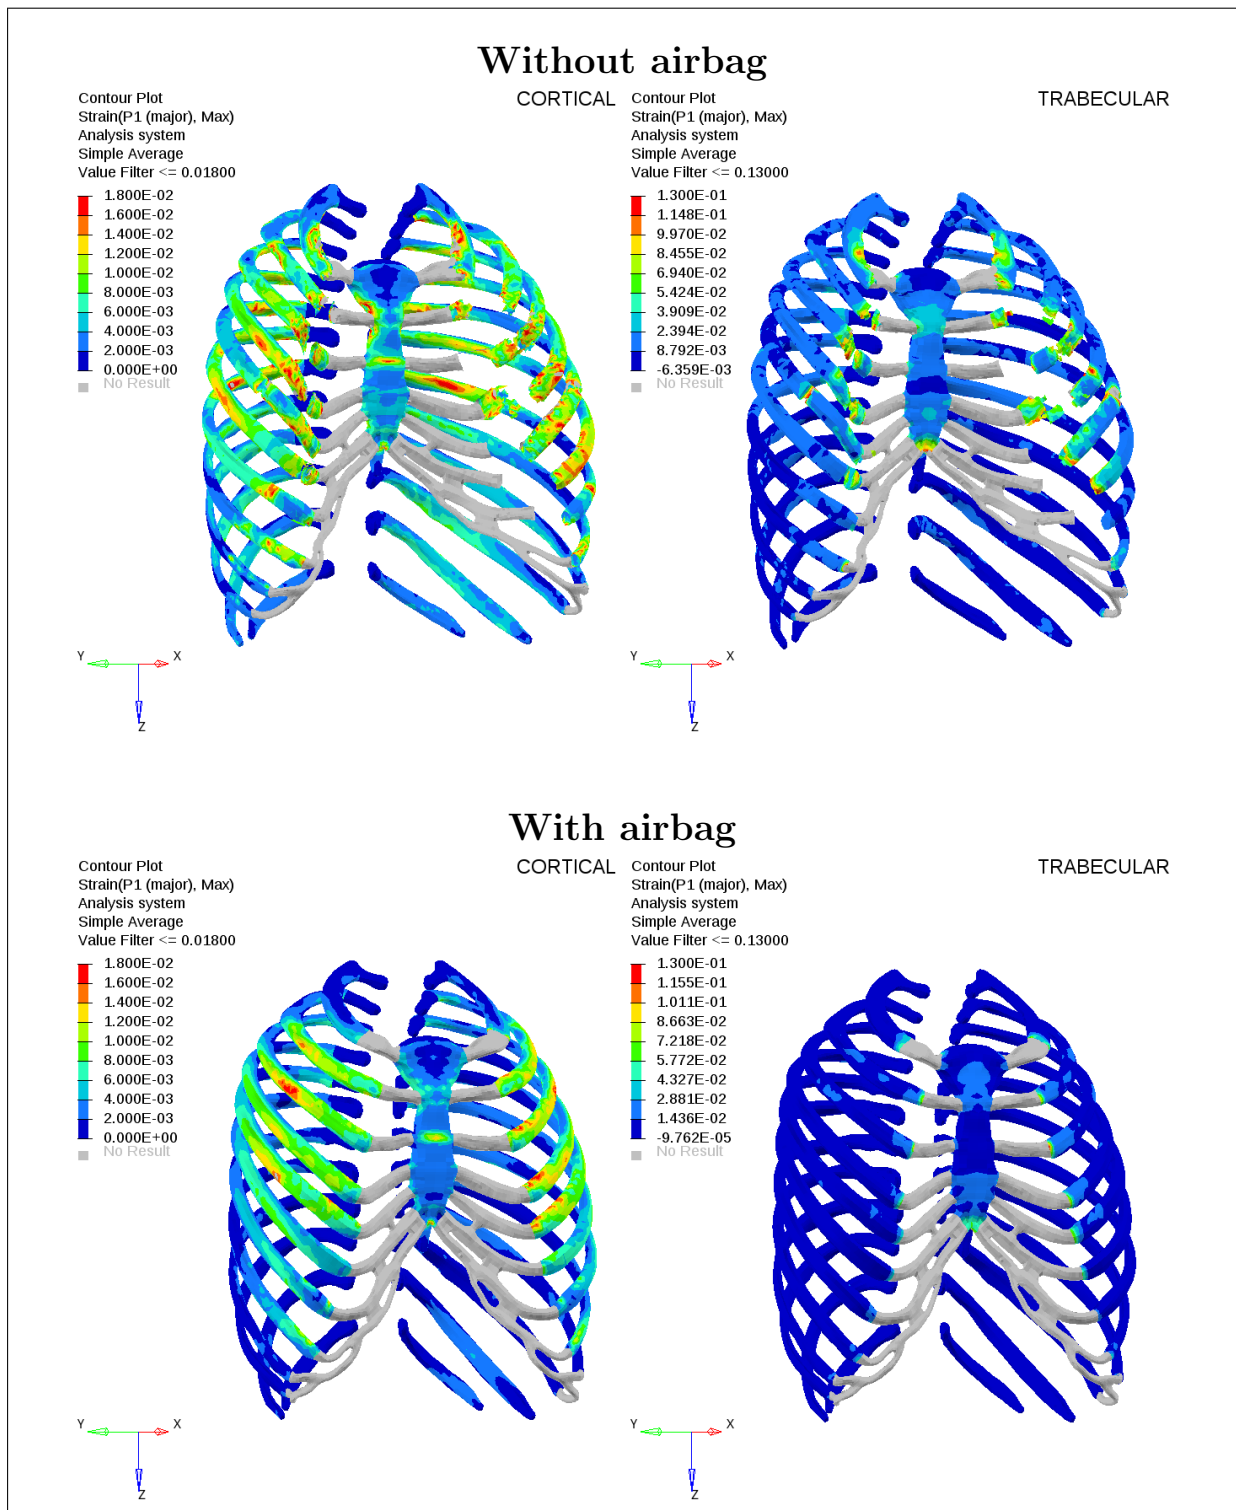 Without airbag
Contour Plot
Strain(P1 (major), Max)
Analysis system
Simple Average
Value Filter <= 0.01800
CORTICAL
1.800E-02
1.600E-02
1.400E-02
1.200E-02
1.000E-02
8.000E-03
6.000E-03
4.000E-03
2.000E-03
0.000E+00
No Result
Y
X
Z
Contour Plot
Strain(P1 (major), Max)
Analysis system
Simple Average
Value Filter <= 0.13000
TRABECULAR
1.300E-01
1.148E-01
9.970E-02
8.455E-02
6.940E-02
5.424E-02
3.909E-02
2.394E-02
8.792E-03
-6.359E-03
No Result
Y
X
Z
With airbag
Contour Plot
Strain(P1 (major), Max)
Analysis system
Simple Average
Value Filter <= 0.01800
CORTICAL
1.800E-02
1.600E-02
1.400E-02
1.200E-02
1.000E-02
8.000E-03
6.000E-03
4.000E-03
2.000E-03
0.000E+00
No Result
Y
X
Z
Contour Plot
Strain(P1 (major), Max)
Analysis system
Simple Average
Value Filter <= 0.13000
TRABECULAR
1.300E-01
1.155E-01
1.011E-01
8.663E-02
7.218E-02
5.772E-02
4.327E-02
2.881E-02
1.436E-02
-9.762E-05
No Result
Y
X
Z